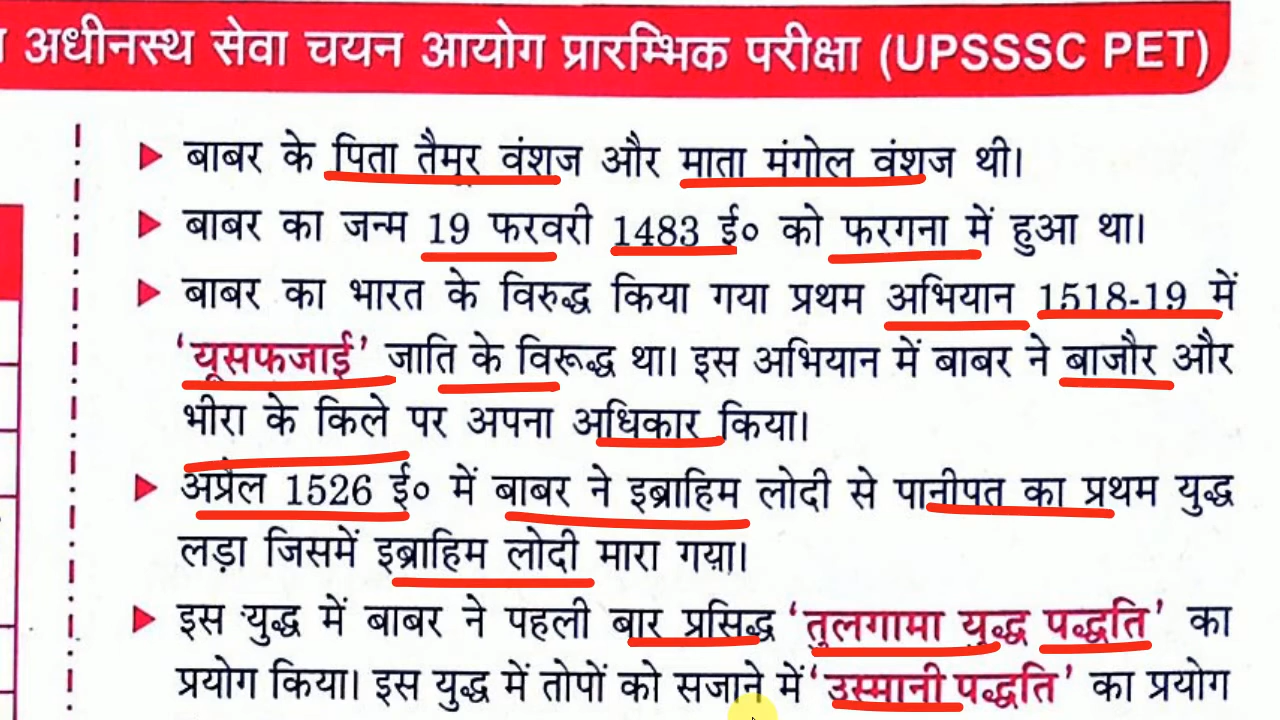 अधीनस्थ सेवा चयन आयोग प्रारम्भिक परीक्षा (UPSSSC PET)
बाबर के पिता तैमूर वंशज और माता मंगोल वंशज थी।
बाबर का जन्म 19 फरवरी 1483 ई० को फरगना में हुआ था।
बाबर का भारत के विरुद्ध किया गया प्रथम अभियान 1518-19 में
'यूसफजाई' जाति के विरूद्ध था। इस अभियान में बाबर ने बाजौर और
भीरा के किले पर अपना अधिकार किया।
अप्रैल 1526 ई० में बाबर ने इब्राहिम लोदी से पानीपत का प्रथम युद्ध
लड़ा जिसमें इब्राहिम लोदी मारा गया।
इस युद्ध में बाबर ने पहली बार प्रसिद्ध 'तुलगामा युद्ध पद्धति' का
प्रयोग किया। इस युद्ध में तोपों को सजाने में 'उस्मानी पद्धति' का प्रयोग